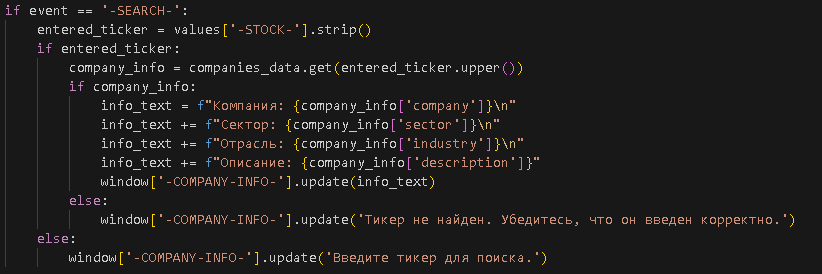 if event == '-SEARCH-':
    entered_ticker = values['-STOCK-'].strip()
    if entered_ticker:
        company_info = companies_data.get(entered_ticker.upper())
        if company_info:
            info_text = f"Компания: {company_info['company']}\n"
            info_text += f"Сектор: {company_info['sector']}\n"
            info_text += f"Отрасль: {company_info['industry']}\n"
            info_text += f"Описание: {company_info['description']}"
            window['-COMPANY-INFO-'].update(info_text)
        else:
            window['-COMPANY-INFO-'].update('Тикер не найден. Убедитесь, что он введен корректно.')
    else:
        window['-COMPANY-INFO-'].update('Введите тикер для поиска.')